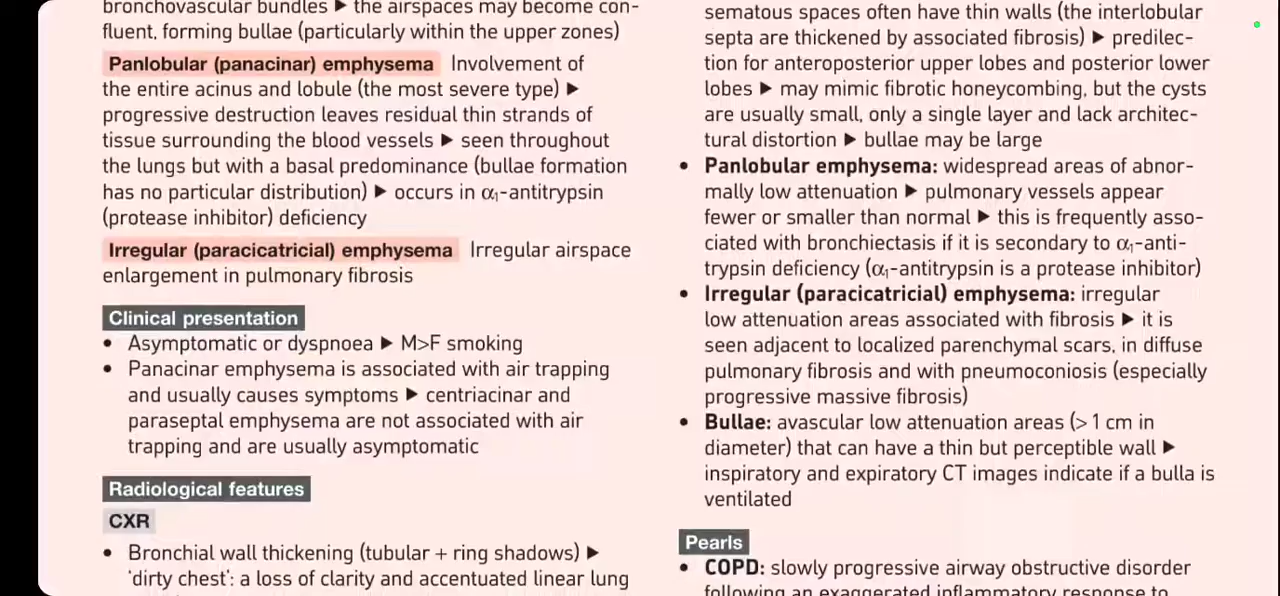 bronchovascular bundles ▶ the airspaces may become con-
fluent, forming bullae (particularly within the upper zones)
Panlobular (panacinar) emphysema Involvement of
the entire acinus and lobule (the most severe type) ▶
progressive destruction leaves residual thin strands of
tissue surrounding the blood vessels ▶ seen throughout
the lungs but with a basal predominance (bullae formation
has no particular distribution) ▶ occurs in α₁-antitrypsin
(protease inhibitor) deficiency
Irregular (paracicatricial) emphysema Irregular airspace
enlargement in pulmonary fibrosis
Clinical presentation
• Asymptomatic or dyspnoea ▶ M>F smoking
• Panacinar emphysema is associated with air trapping
and usually causes symptoms ▶ centriacinar and
paraseptal emphysema are not associated with air
trapping and are usually asymptomatic
Radiological features
CXR
• Bronchial wall thickening (tubular + ring shadows) ▶
'dirty chest': a loss of clarity and accentuated linear lung
sematous spaces often have thin walls (the interlobular
septa are thickened by associated fibrosis) ▶ predilec-
tion for anteroposterior upper lobes and posterior lower
lobes ▶ may mimic fibrotic honeycombing, but the cysts
are usually small, only a single layer and lack architec-
tural distortion ▶ bullae may be large
• Panlobular emphysema: widespread areas of abnor-
mally low attenuation ▶ pulmonary vessels appear
fewer or smaller than normal ▶ this is frequently asso-
ciated with bronchiectasis if it is secondary to α₁-anti-
trypsin deficiency (α₁-antitrypsin is a protease inhibitor)
• Irregular (paracicatricial) emphysema: irregular
low attenuation areas associated with fibrosis ▶ it is
seen adjacent to localized parenchymal scars, in diffuse
pulmonary fibrosis and with pneumoconiosis (especially
progressive massive fibrosis)
• Bullae: avascular low attenuation areas (> 1 cm in
diameter) that can have a thin but perceptible wall ▶
inspiratory and expiratory CT images indicate if a bulla is
ventilated
Pearls
• COPD: slowly progressive airway obstructive disorder
following an exaggerated inflammatory response to